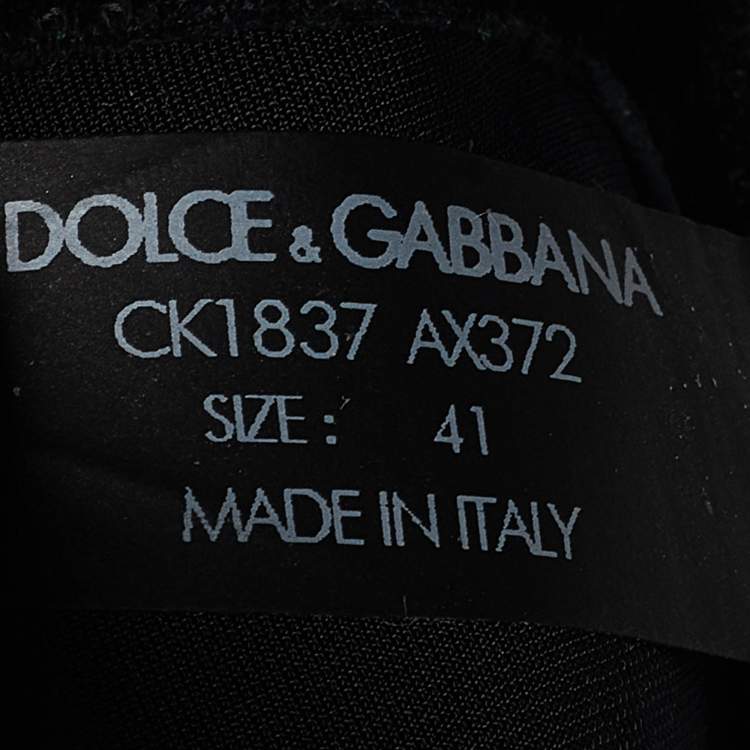 DOLCE & GABBANA
CK1837 AX372
SIZE: 41
MADE IN ITALY